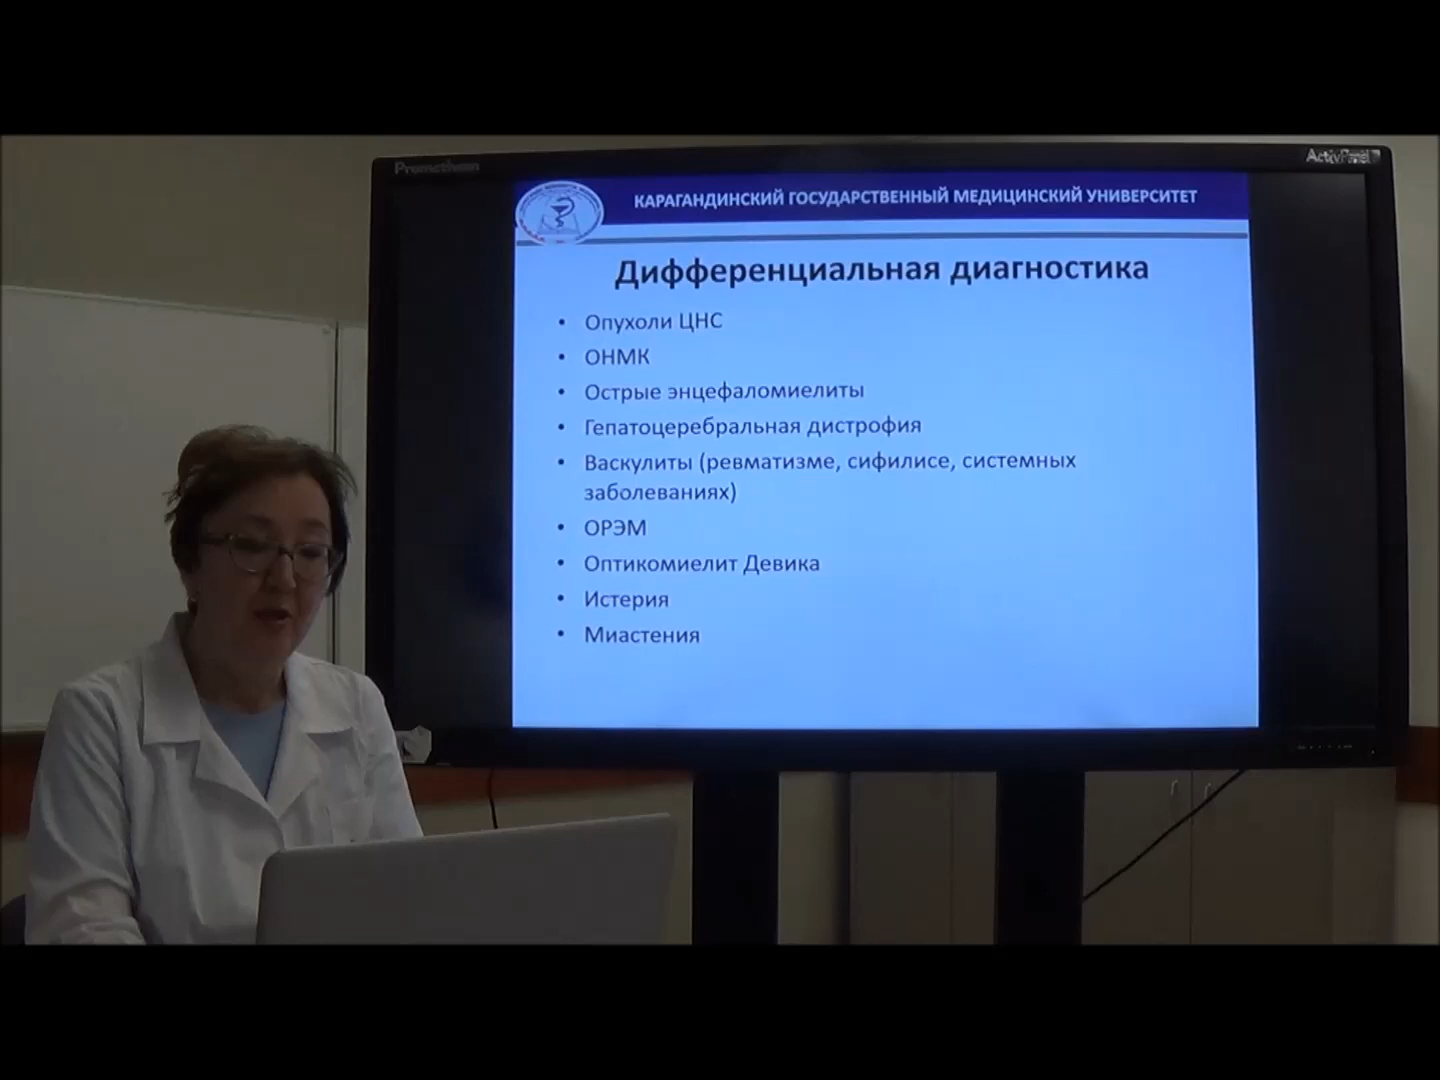 Promethean
ActivPanel
КАРАГАНДИНСКИЙ ГОСУДАРСТВЕННЫЙ МЕДИЦИНСКИЙ УНИВЕРСИТЕТ
Дифференциальная диагностика
• Опухоли ЦНС
• ОНМК
• Острые энцефаломиелиты
• Гепатоцеребральная дистрофия
• Васкулиты (ревматизме, сифилисе, системных
заболеваниях)
• ОРЭМ
• Оптикомиелит Девика
• Истерия
• Миастения